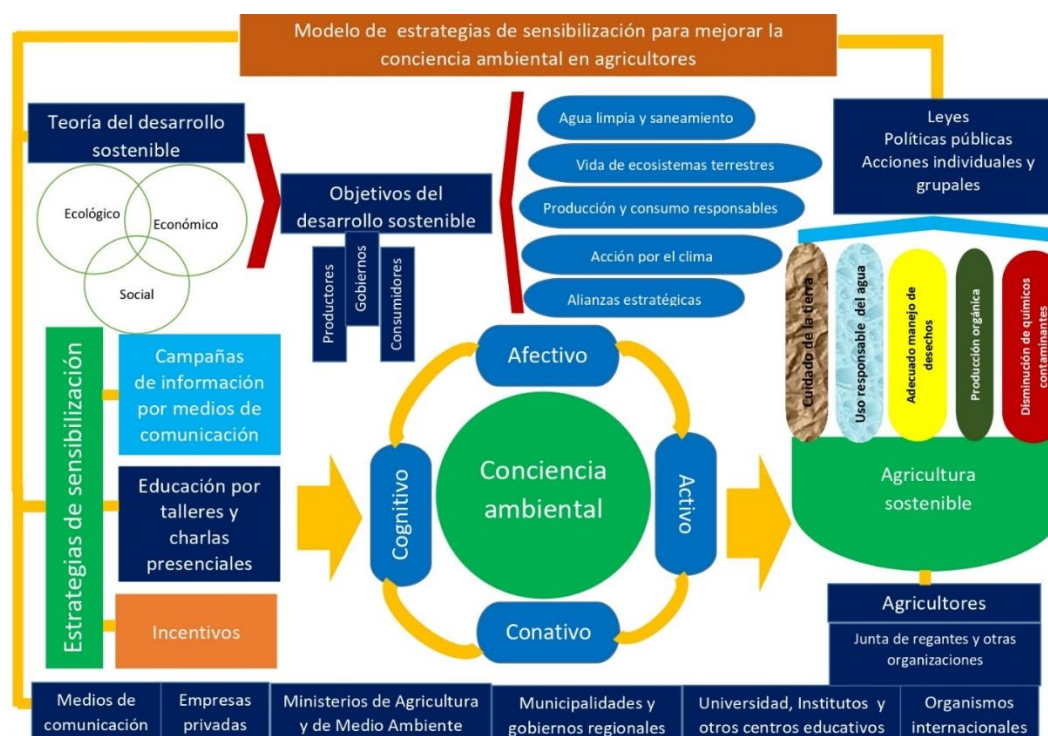 Modelo de estrategias de sensibilización para mejorar la
conciencia ambiental en agricultores
Teoría del desarrollo
sostenible
Ecológico
Económico
Social
Objetivos del
desarrollo sostenible
Productores
Gobiernos
Consumidores
Agua limpia y saneamiento
Vida de ecosistemas terrestres
Producción y consumo responsables
Acción por el clima
Alianzas estratégicas
Leyes
Políticas públicas
Acciones individuales y
grupales
Cuidado de la tierra
Uso responsable del agua
Adecuado manejo de
desechos
Producción orgánica
Disminución de químicos
contaminantes
Agricultura
sostenible
Estrategias de sensibilización
Campañas
de información
por medios de
comunicación
Educación por
talleres y
charlas
presenciales
Incentivos
Afectivo
Cognitivo
Conciencia
ambiental
Activo
Conativo
Agricultores
Junta de regantes y otras
organizaciones
Medios de
comunicación
Empresas
privadas
Ministerios de Agricultura
y de Medio Ambiente
Municipalidades y
gobiernos regionales
Universidad, Institutos y
otros centros educativos
Organismos
internacionales